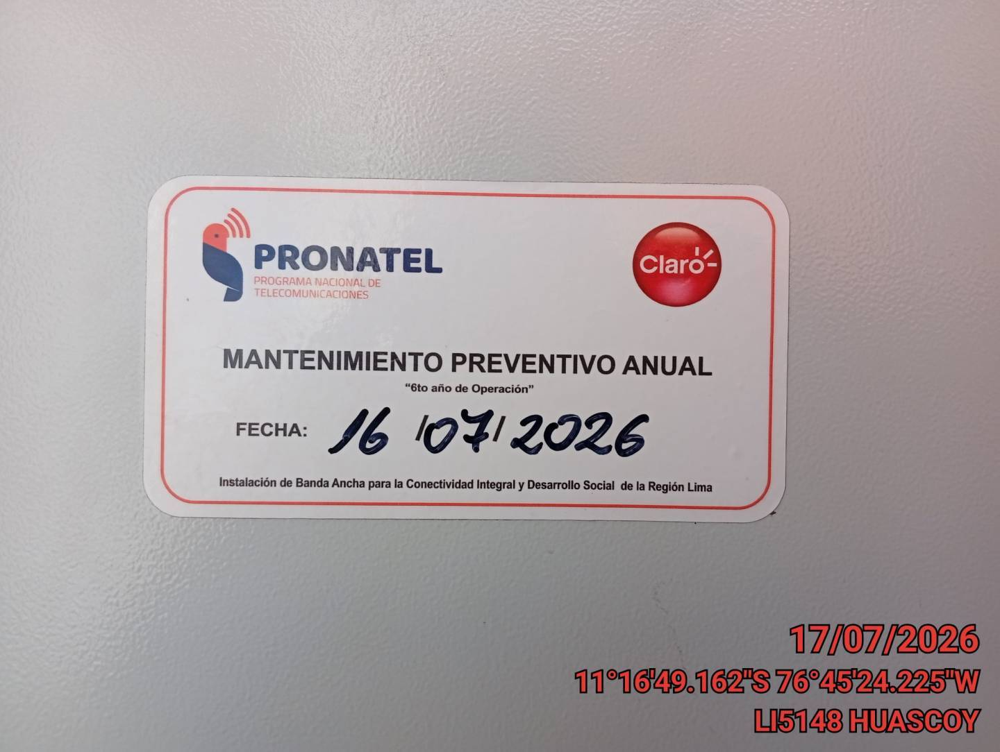 PRONATEL
PROGRAMA NACIONAL DE
TELECOMUNICACIONES
Claro
MANTENIMIENTO PREVENTIVO ANUAL
“6to año de Operación”
FECHA: 16 /07/ 2026
Instalación de Banda Ancha para la Conectividad Integral y Desarrollo Social de la Región Lima
17/07/2026
11°16'49.162"S 76°45'24.225"W
LI5148 HUASCOY